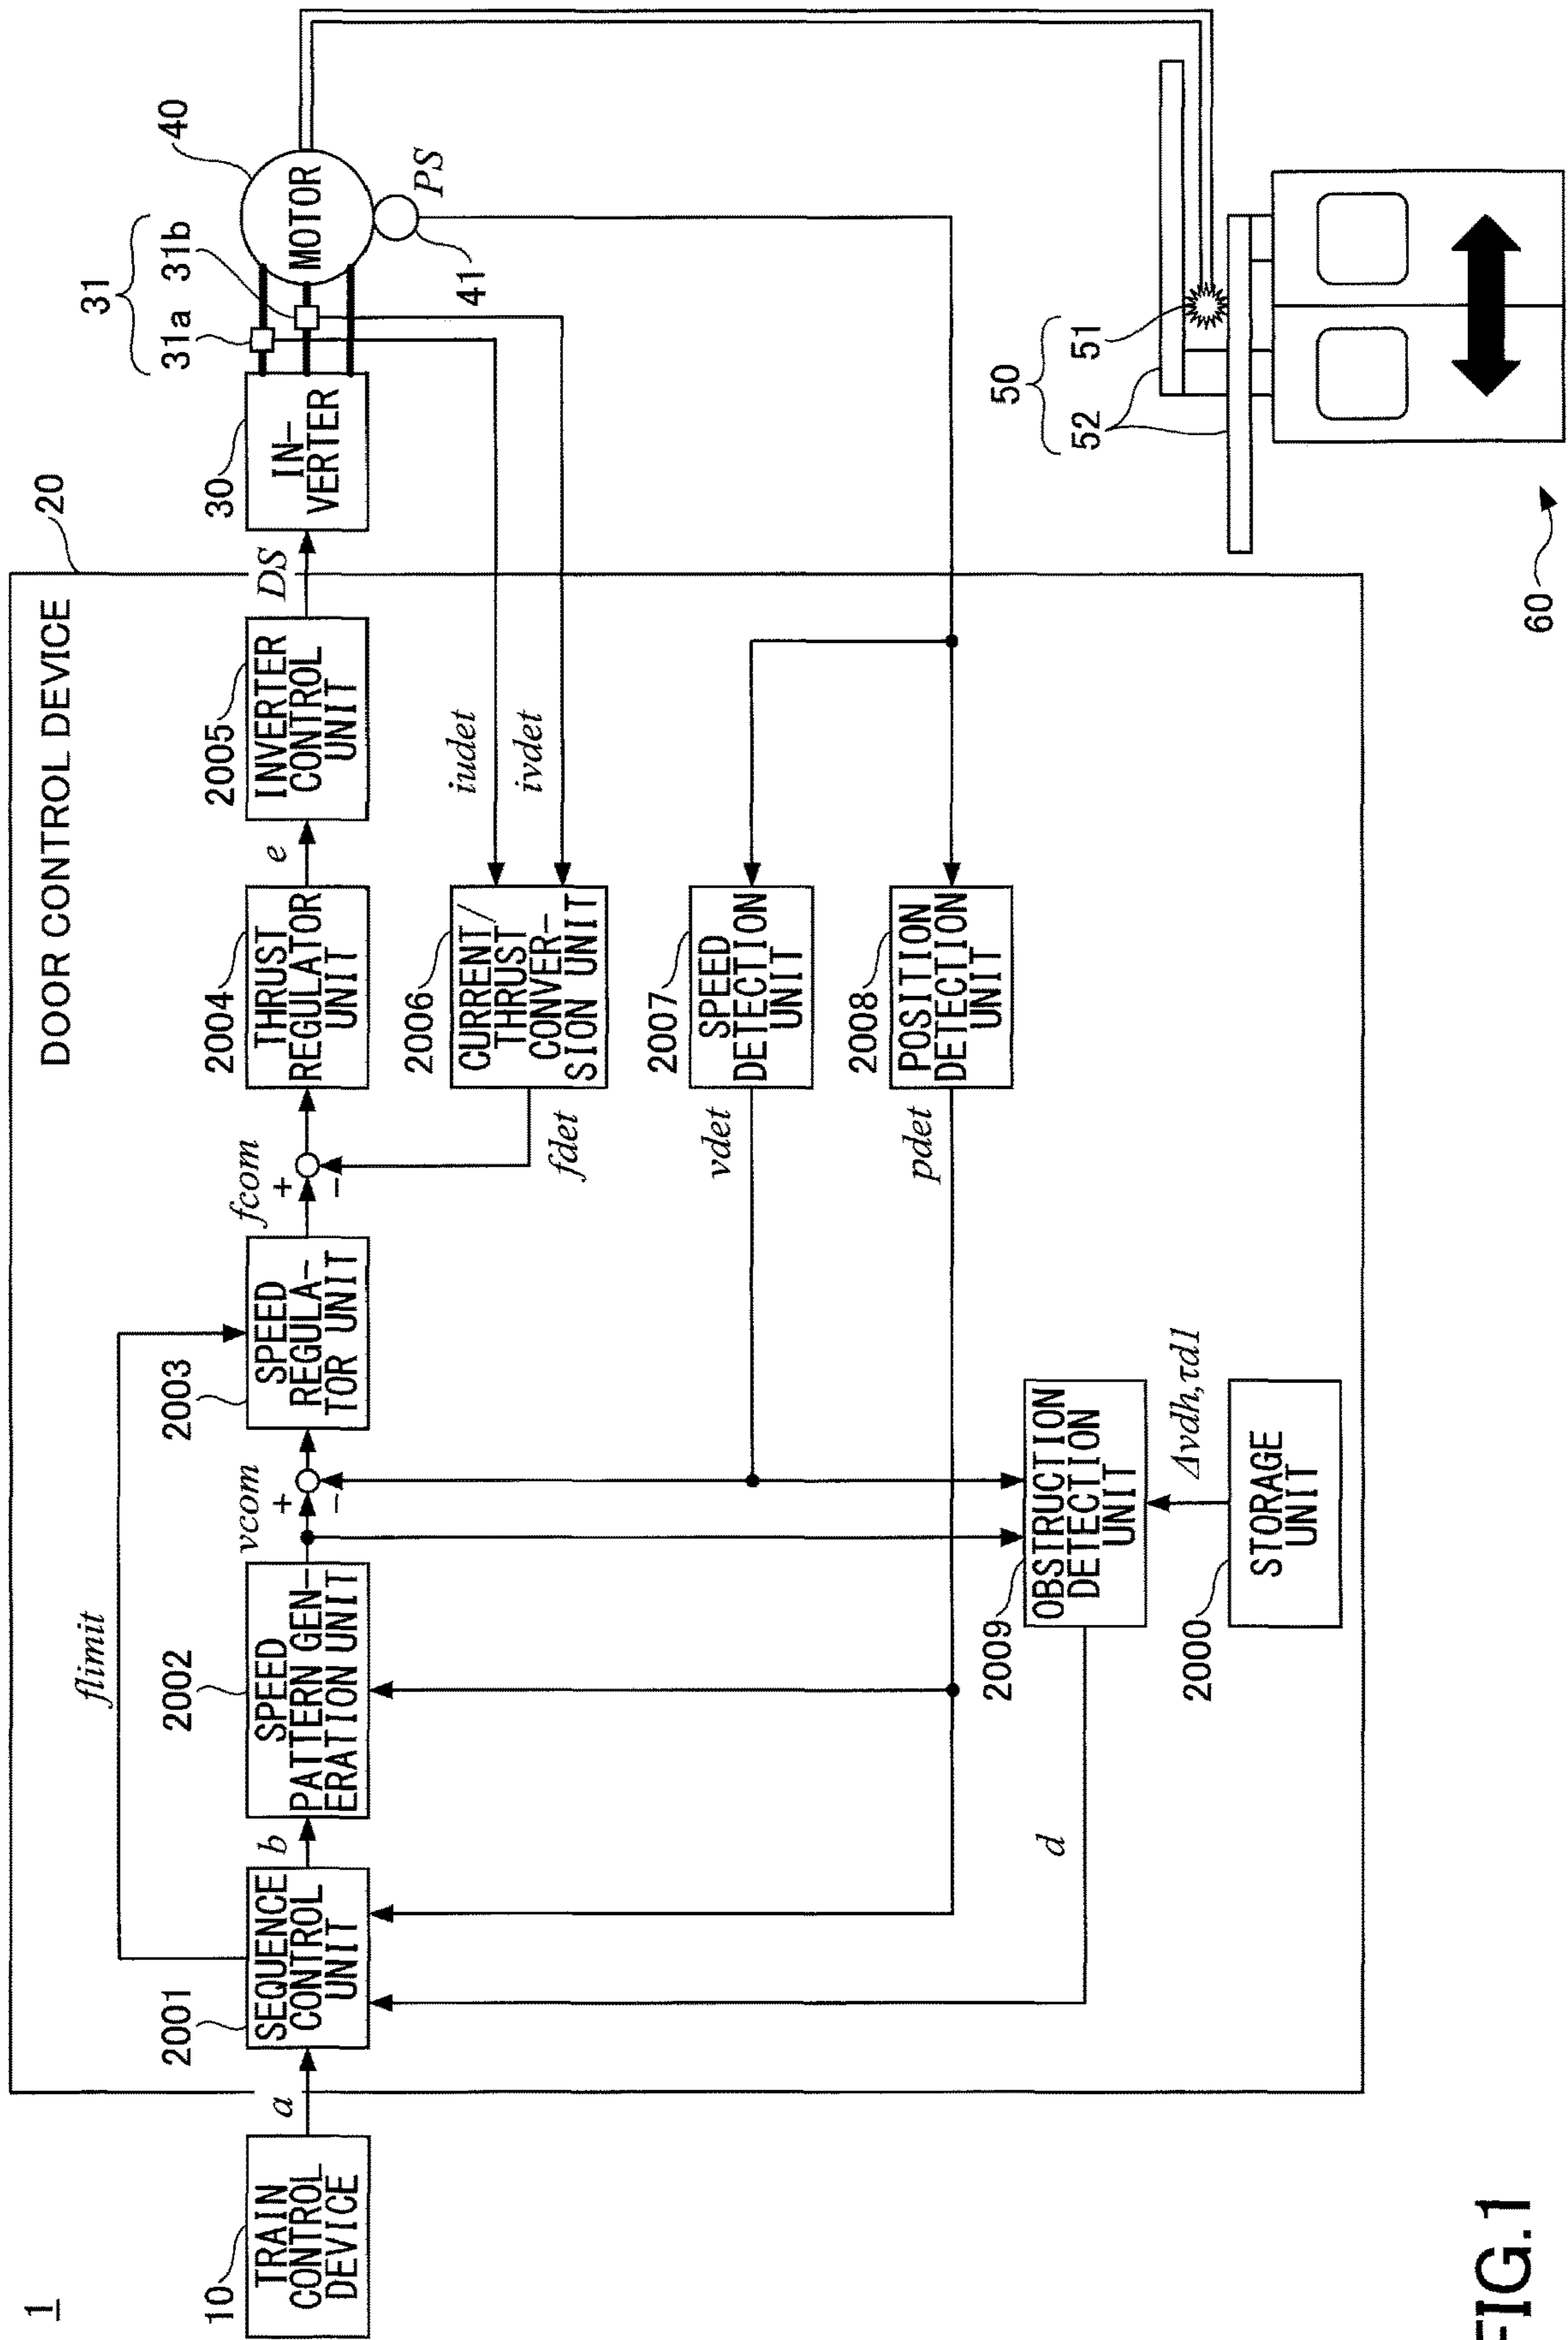 1
DOOR CONTROL DEVICE
20
10
TRAIN
CONTROL
DEVICE
a
2001
SEQUENCE
CONTROL
UNIT
flimit
b
2002
SPEED
PATTERN GEN-
ERATION UNIT
vcom
+
−
2003
SPEED
REGULA-
TOR UNIT
fcom
+
−
2004
THRUST
REGULATOR
UNIT
e
2005
INVERTER
CONTROL
UNIT
DS
30
IN-
VERTER
31
31a 31b
40
MOTOR
41
PS
2006
CURRENT/
THRUST
CONVER-
SION UNIT
fdet
iudet
ivdet
2007
SPEED
DETECTION
UNIT
vdet
2008
POSITION
DETECTION
UNIT
pdet
2009
OBSTRUCTION
DETECTION
UNIT
d
Δvdh,τd1
2000
STORAGE
UNIT
50
52 51
60
FIG.1